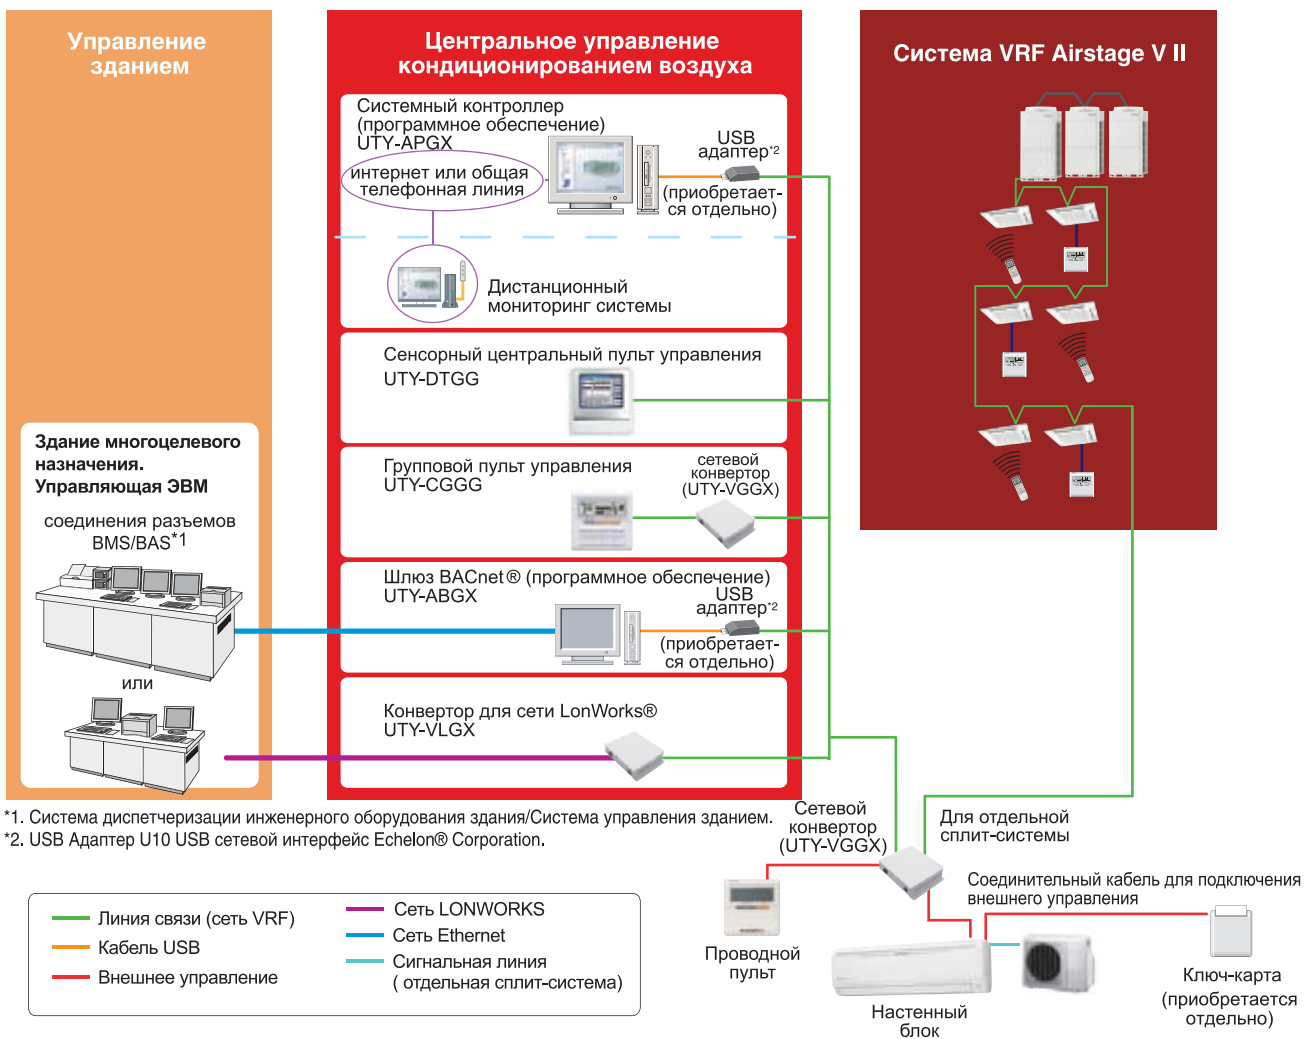 Управление
зданием
Центральное управление
кондиционированием воздуха
Система VRF Airstage V II
Системный контроллер
(программное обеспечение)
UTY-APGX
интернет или общая
телефонная линия
USB
адаптер*2
(приобретает-
ся отдельно)
Дистанционный
мониторинг системы
Сенсорный центральный пульт управления
UTY-DTGG
Групповой пульт управления
UTY-CGGG
сетевой
конвертор
(UTY-VGGX)
Здание многоцелевого
назначения.
Управляющая ЭВМ
соединения разъемов
BMS/BAS*1
или
Шлюз BACnet® (программное обеспечение)
UTY-ABGX
USB
адаптер*2
(приобретает-
ся отдельно)
Конвертор для сети LonWorks®
UTY-VLGX
*1. Система диспетчеризации инженерного оборудования здания/Система управления зданием.
*2. USB Адаптер U10 USB сетевой интерфейс Echelon® Corporation.
Сетевой
конвертор
(UTY-VGGX)
Для отдельной
сплит-системы
Соединительный кабель для подключения
внешнего управления
Проводной
пульт
Настенный
блок
Ключ-карта
(приобретается
отдельно)
Линия связи (сеть VRF)
Кабель USB
Внешнее управление
Сеть LONWORKS
Сеть Ethernet
Сигнальная линия
( отдельная сплит-система)